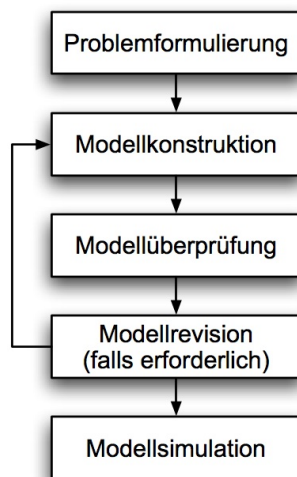 Problemformulierung
Modellkonstruktion
Modellüberprüfung
Modellrevision
(falls erforderlich)
Modellsimulation